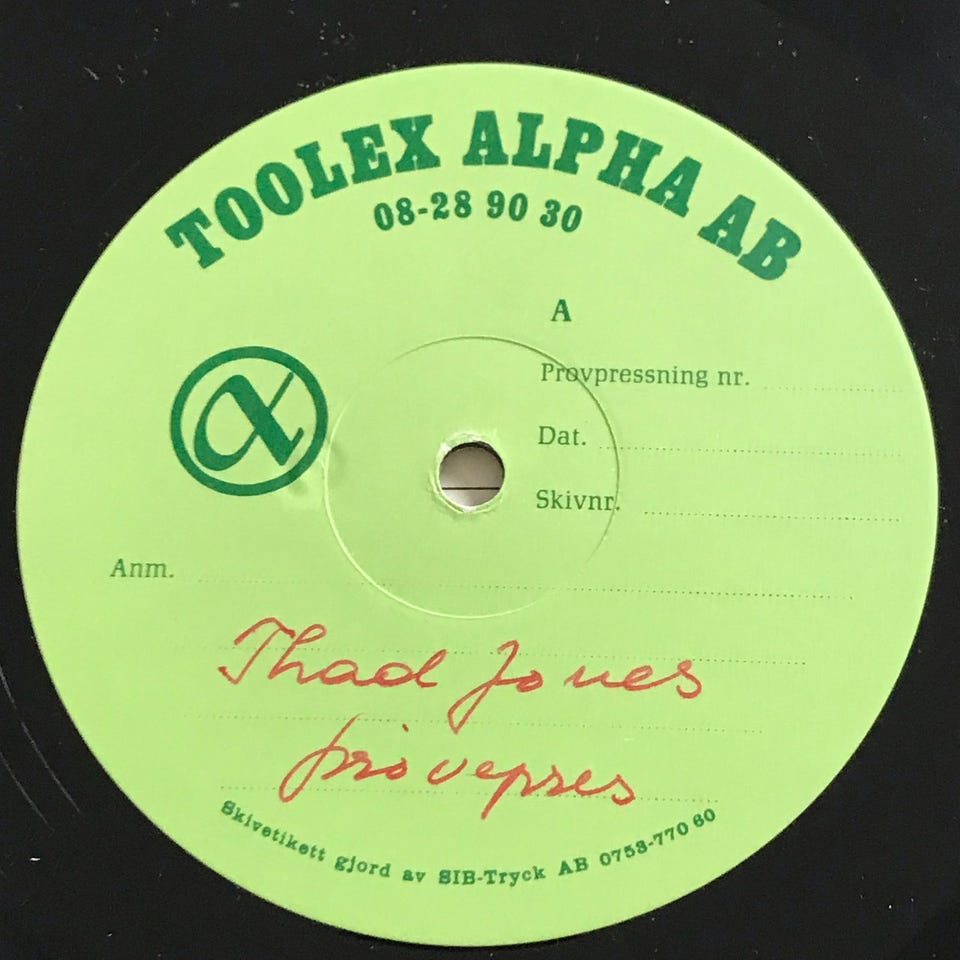 TOOLEX ALPHA AB
08-28 90 30
A
Provpressning nr.
Dat.
Skivnr.
Anm.
Thad Jones
prøvepres
Skivetikett gjord av SIB-Tryck AB 0753-770 60